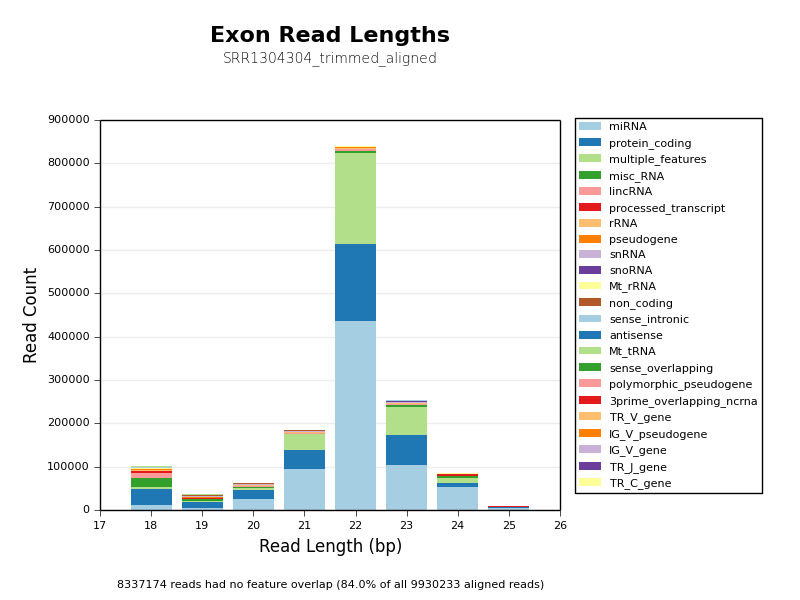 Exon Read Lengths
SRR1304304_trimmed_aligned
Read Count
900000
800000
700000
600000
500000
400000
300000
200000
100000
0
17 18 19 20 21 22 23 24 25 26
Read Length (bp)
miRNA
protein_coding
multiple_features
misc_RNA
lincRNA
processed_transcript
rRNA
pseudogene
snRNA
snoRNA
Mt_rRNA
non_coding
sense_intronic
antisense
Mt_tRNA
sense_overlapping
polymorphic_pseudogene
3prime_overlapping_ncrna
TR_V_gene
IG_V_pseudogene
IG_V_gene
TR_J_gene
TR_C_gene
8337174 reads had no feature overlap (84.0% of all 9930233 aligned reads)